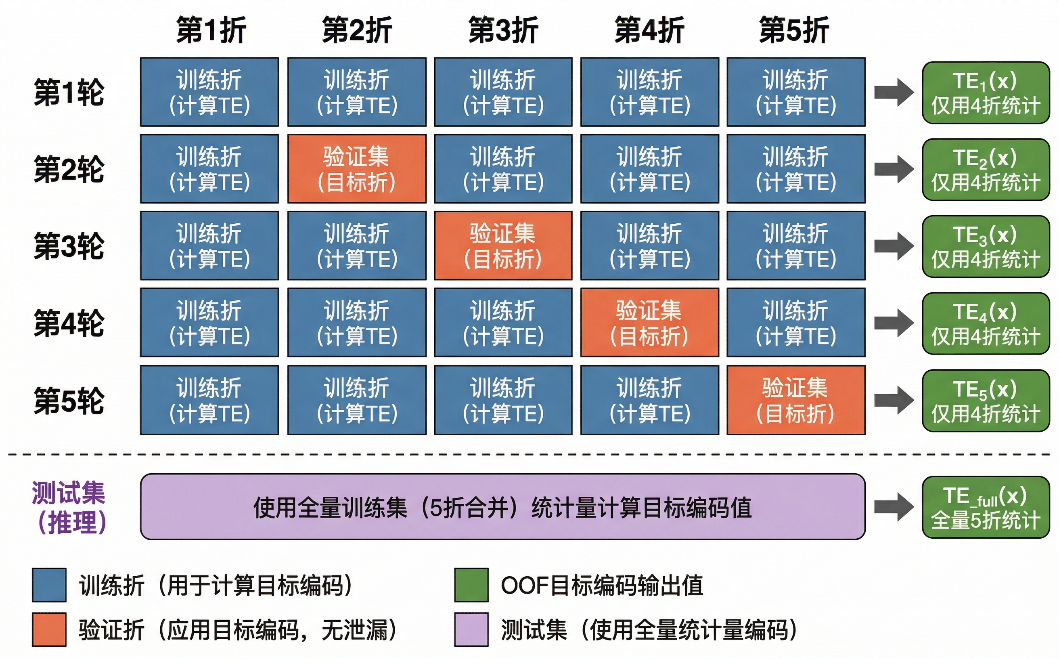 第1折 第2折 第3折 第4折 第5折
第1轮
训练折 训练折 训练折 训练折 训练折
(计算TE) (计算TE) (计算TE) (计算TE) (计算TE)
TE₁(x)
仅用4折统计
第2轮
训练折 验证集 训练折 训练折 训练折
(计算TE) (目标折) (计算TE) (计算TE) (计算TE)
TE₂(x)
仅用4折统计
第3轮
训练折 训练折 验证集 训练折 训练折
(计算TE) (计算TE) (目标折) (计算TE) (计算TE)
TE₃(x)
仅用4折统计
第4轮
训练折 训练折 训练折 验证集 训练折
(计算TE) (计算TE) (计算TE) (目标折) (计算TE)
TE₄(x)
仅用4折统计
第5轮
训练折 训练折 训练折 训练折 验证集
(计算TE) (计算TE) (计算TE) (计算TE) (目标折)
TE₅(x)
仅用4折统计
测试集
（推理）
使用全量训练集（5折合并）统计量计算目标编码值
TE_full(x)
全量5折统计
训练折（用于计算目标编码）
OOF目标编码输出值
验证折（应用目标编码，无泄漏）
测试集（使用全量统计量编码）